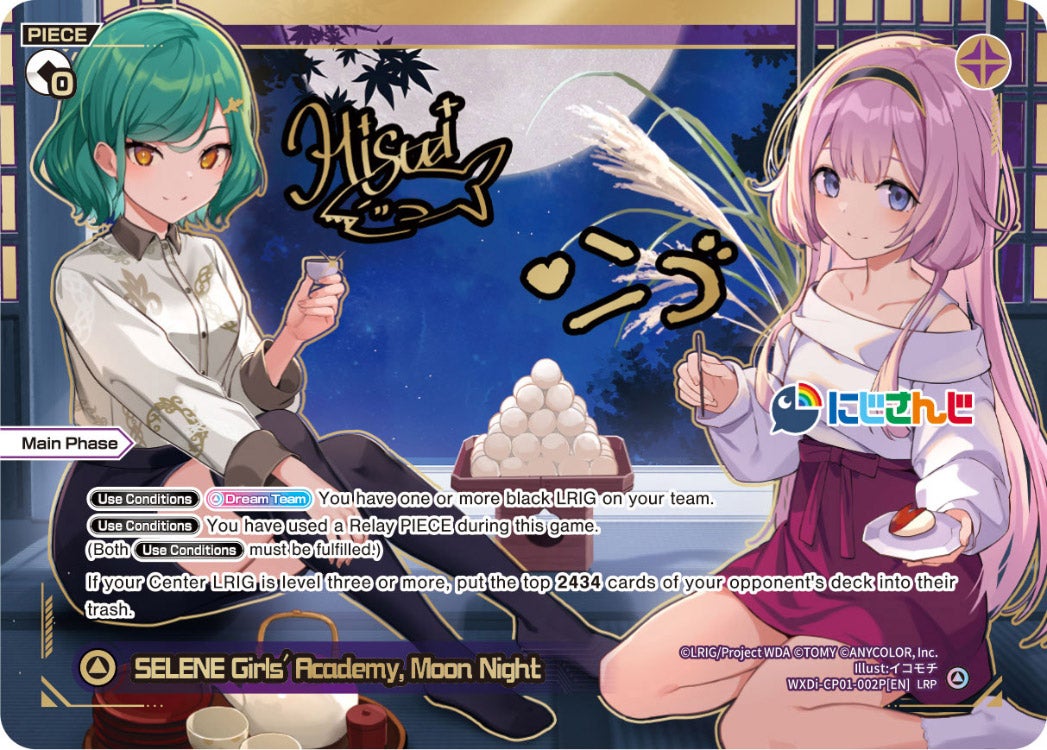 PIECE
0
Hisui
ンゴ
にじさんじ
Main Phase
Use Conditions Dream Team You have one or more black LRIG on your team.
Use Conditions You have used a Relay PIECE during this game.
(Both Use Conditions must be fulfilled.)
If your Center LRIG is level three or more, put the top 2434 cards of your opponent's deck into their
trash.
SELENE Girls' Academy, Moon Night
©LRIG/Project WDA ©TOMY ©ANYCOLOR, Inc.
Illust:イコモチ
WXDi-CP01-002P[EN] LRP